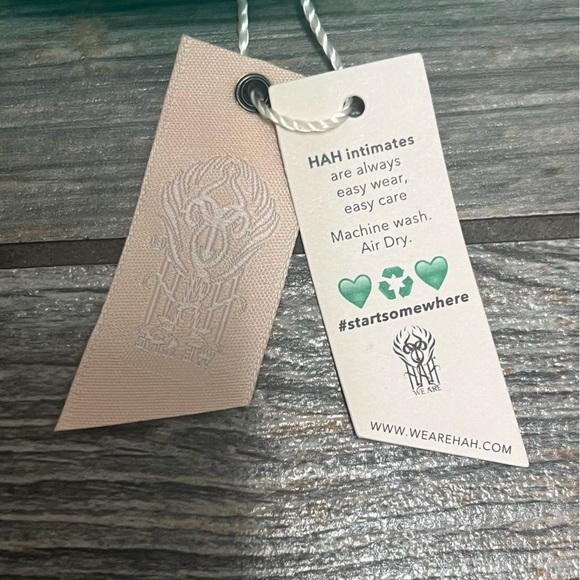 HAH intimates
are always
easy wear,
easy care
Machine wash.
Air Dry.
💚♻💚
#startsomewhere
HAH
WE ARE
WWW.WEAREHAH.COM